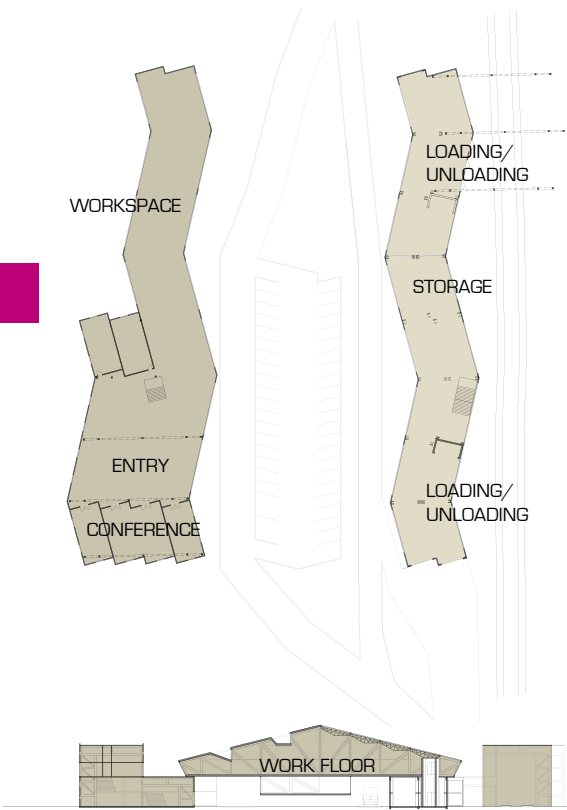 LOADING/
UNLOADING
WORKSPACE
STORAGE
ENTRY
LOADING/
UNLOADING
CONFERENCE
WORK FLOOR